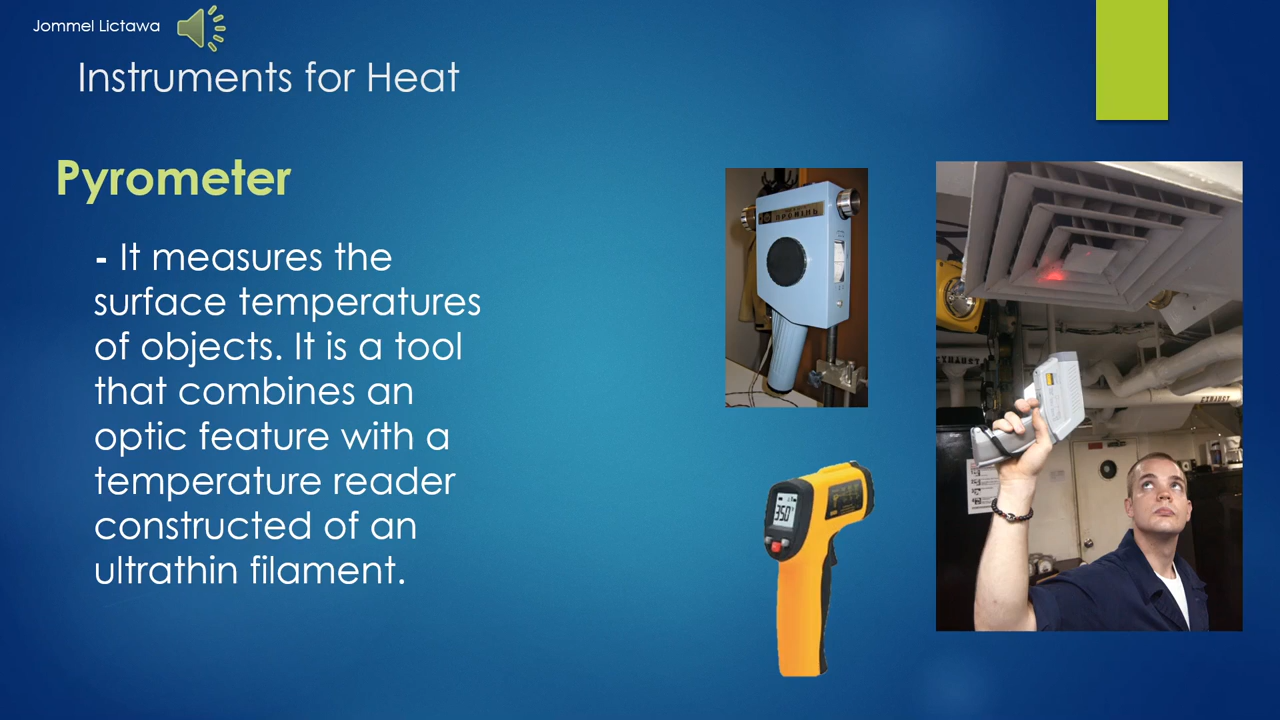 Jommel Lictawa
Instruments for Heat
Pyrometer
- It measures the
surface temperatures
of objects. It is a tool
that combines an
optic feature with a
temperature reader
constructed of an
ultrathin filament.
ПРОМІНЬ
350°
EXHAUST
EXHAUST